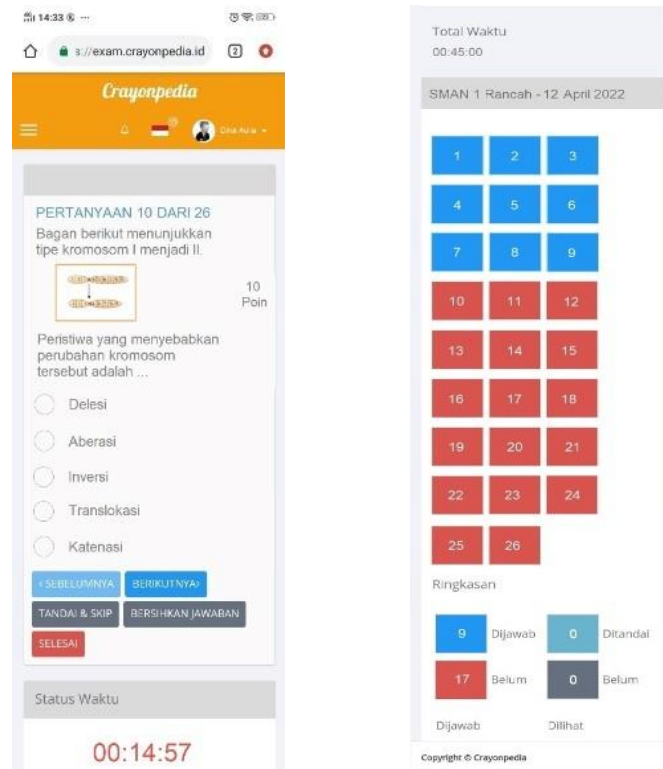 14:33
s://exam.crayonpedia.id
2
Crayonpedia
PERTANYAAN 10 DARI 26
Bagan berikut menunjukkan
tipe kromosom I menjadi II.
10
Poin
Peristiwa yang menyebabkan
perubahan kromosom
tersebut adalah ...
Delesi
Aberasi
Inversi
Translokasi
Katenasi
‹ SEBELUMNYA BERIKUTNYA›
TANDAI & SKIP BERSIHKAN JAWABAN
SELESAI
Status Waktu
00:14:57
Total Waktu
00:45:00
SMAN 1 Rancah - 12 April 2022
1 2 3
4 5 6
7 8 9
10 11 12
13 14 15
16 17 18
19 20 21
22 23 24
25 26
Ringkasan
9 Dijawab 0 Ditandai
17 Belum 0 Belum
Dijawab Dilihat
Copyright © Crayonpedia